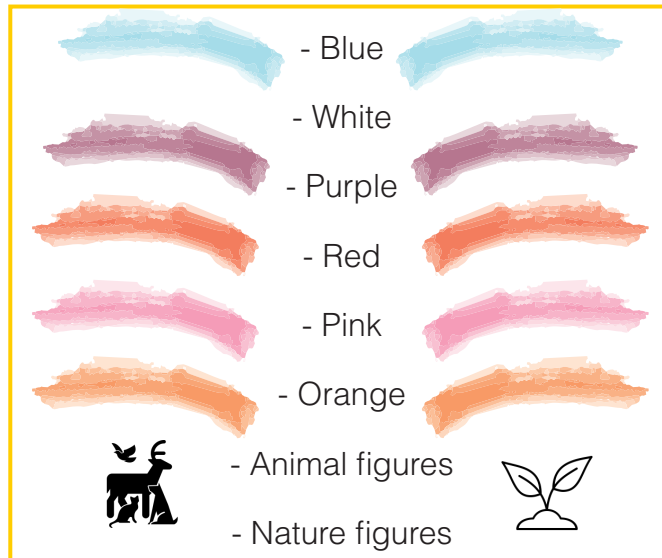 - Blue
- White
- Purple
- Red
- Pink
- Orange
- Animal figures
- Nature figures